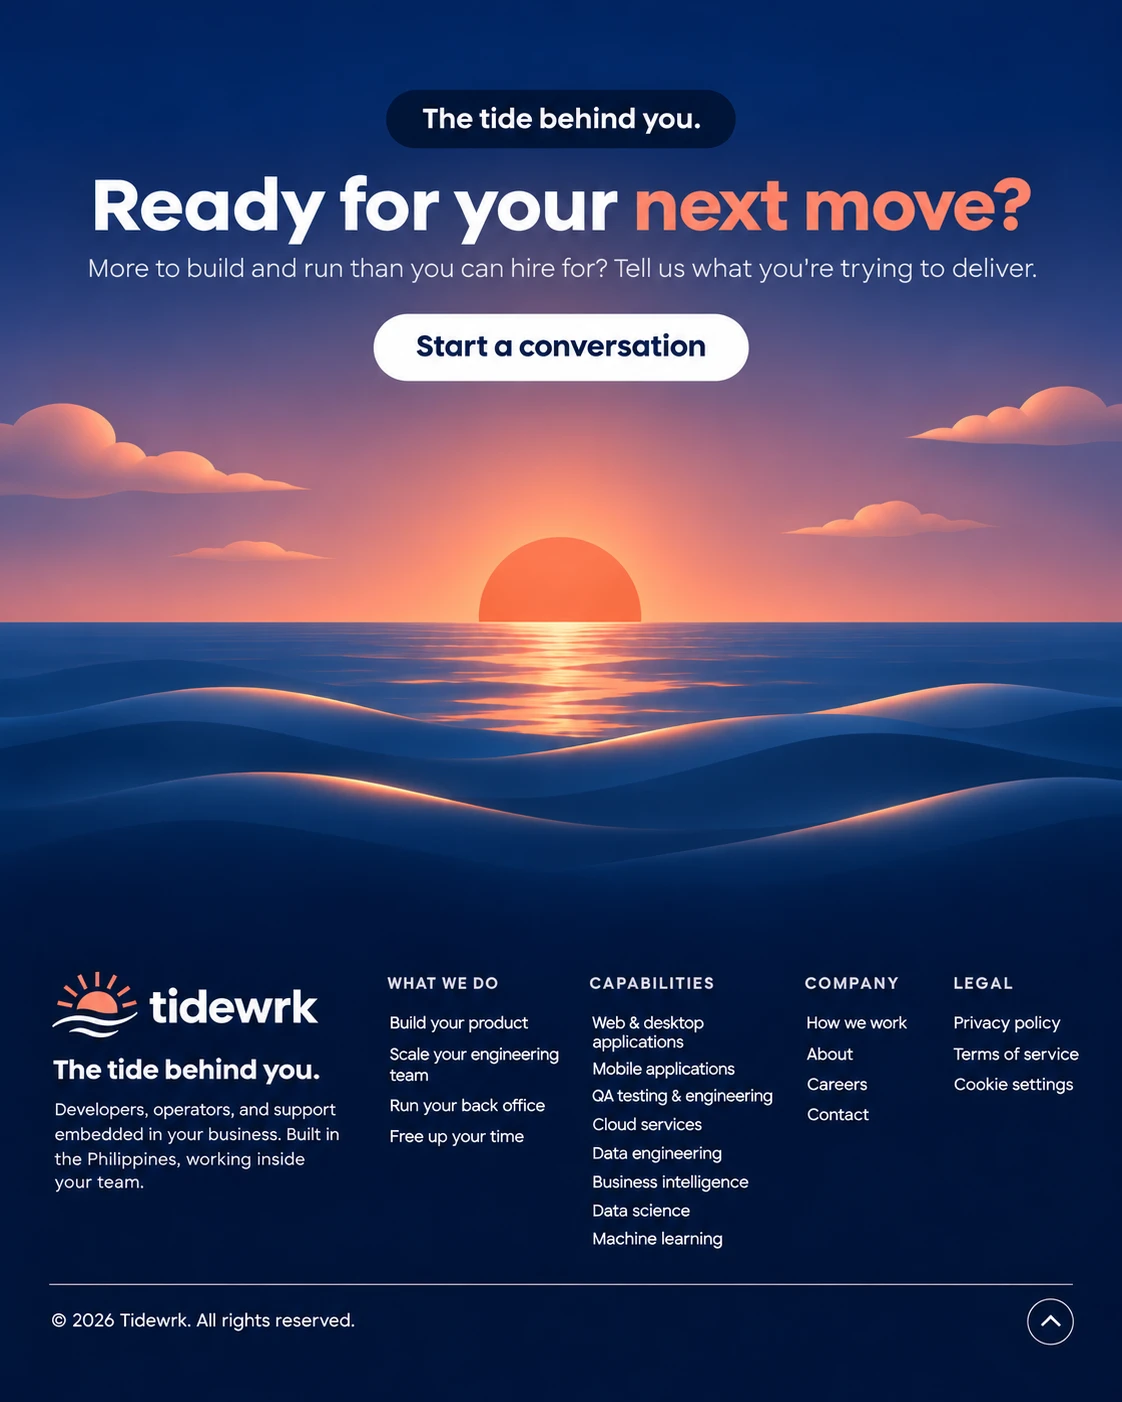 The tide behind you.
Ready for your next move?
More to build and run than you can hire for? Tell us what you're trying to deliver.
Start a conversation
tidewrk
The tide behind you.
Developers, operators, and support
embedded in your business. Built in
the Philippines, working inside
your team.
WHAT WE DO
Build your product
Scale your engineering
team
Run your back office
Free up your time
CAPABILITIES
Web & desktop
applications
Mobile applications
QA testing & engineering
Cloud services
Data engineering
Business intelligence
Data science
Machine learning
COMPANY
How we work
About
Careers
Contact
LEGAL
Privacy policy
Terms of service
Cookie settings
© 2026 Tidewrk. All rights reserved.